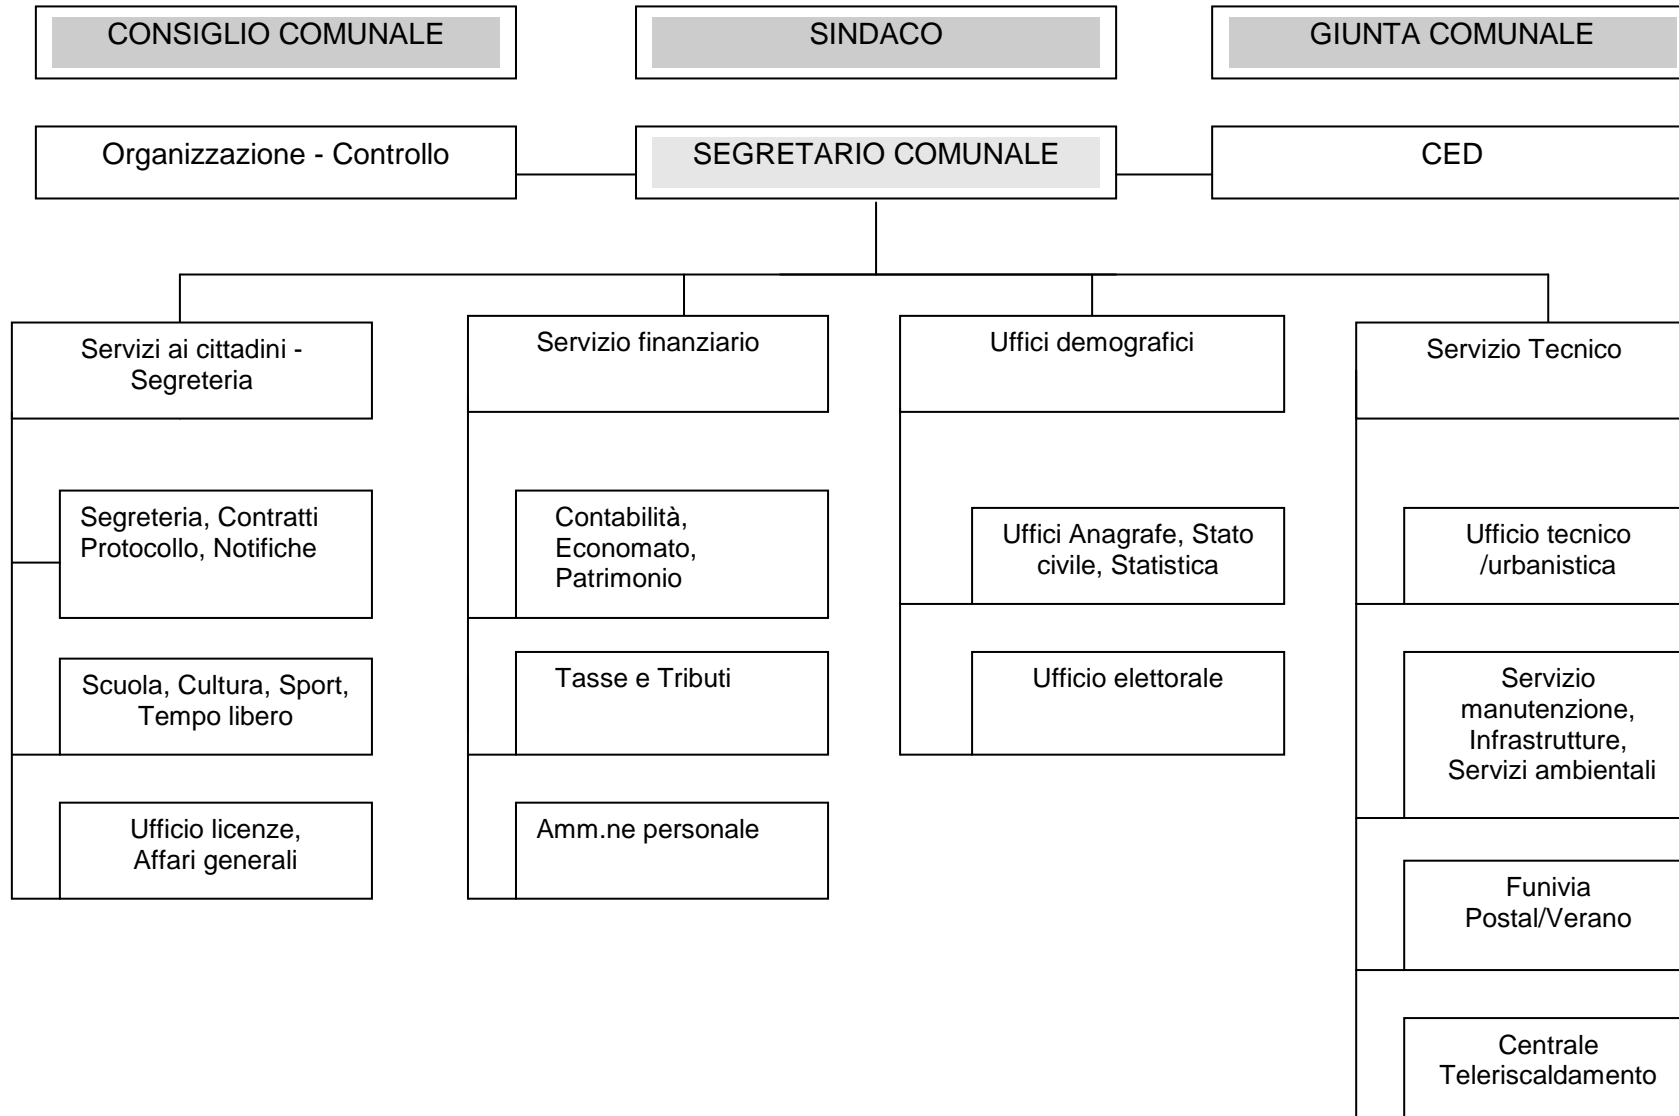 CONSIGLIO COMUNALE
SINDACO
GIUNTA COMUNALE
Organizzazione - Controllo
SEGRETARIO COMUNALE
CED
Servizi ai cittadini -
Segreteria
Servizio finanziario
Uffici demografici
Servizio Tecnico
Segreteria, Contratti
Protocollo, Notifiche
Contabilità,
Economato,
Patrimonio
Uffici Anagrafe, Stato
civile, Statistica
Ufficio tecnico
/urbanistica
Scuola, Cultura, Sport,
Tempo libero
Tasse e Tributi
Ufficio elettorale
Servizio
manutenzione,
Infrastrutture,
Servizi ambientali
Ufficio licenze,
Affari generali
Amm.ne personale
Funivia
Postal/Verano
Centrale
Teleriscaldamento